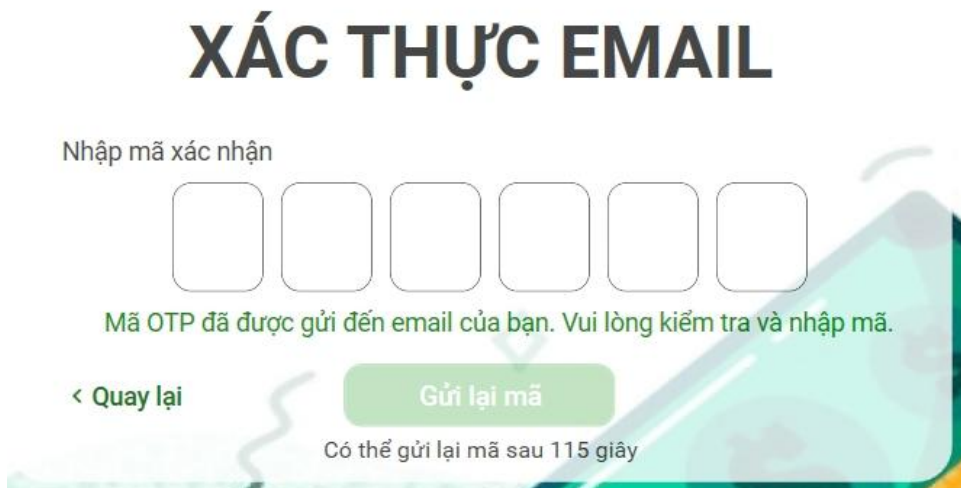 XÁC THỰC EMAIL
Nhập mã xác nhận
Mã OTP đã được gửi đến email của bạn. Vui lòng kiểm tra và nhập mã.
< Quay lại
Gửi lại mã
Có thể gửi lại mã sau 115 giây